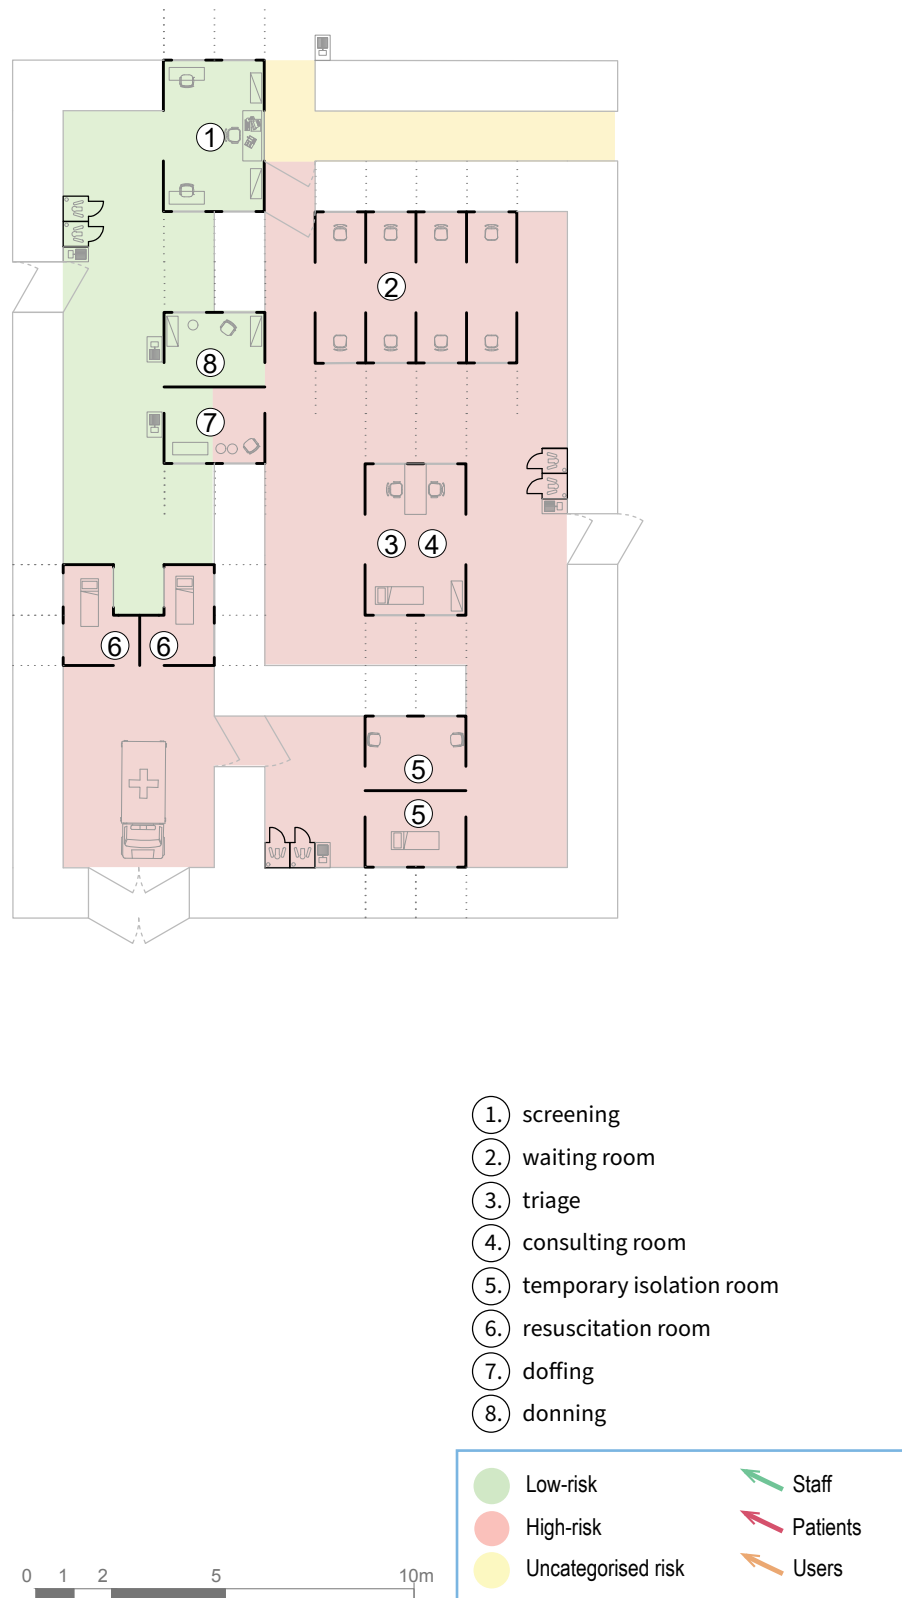 1
2
8
7
3 4
6 6
5
5
1. screening
2. waiting room
3. triage
4. consulting room
5. temporary isolation room
6. resuscitation room
7. doffing
8. donning
Low-risk Staff
High-risk Patients
Uncategorised risk Users
0 1 2 5 10m